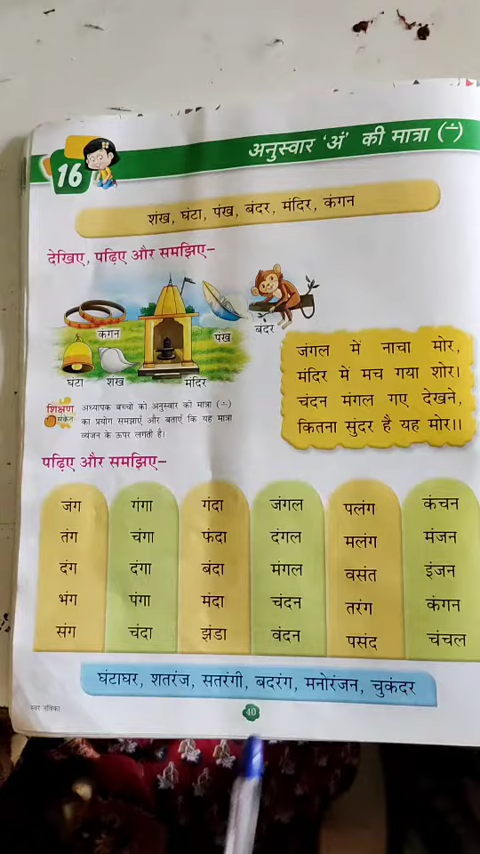 16
अनुस्वार 'अं' की मात्रा (ं)
शंख, घंटा, पंख, बंदर, मंदिर, कंगन
देखिए, पढ़िए और समझिए–
कंगन
पंख
बंदर
घंटा शंख मंदिर
जंगल में नाचा मोर,
मंदिर में मच गया शोर।
चंदन मंगल गए देखने,
कितना सुंदर है यह मोर।।
शिक्षण संकेत
अध्यापक बच्चों को अनुस्वार की मात्रा (ं)
का प्रयोग समझाएँ और बताएँ कि यह मात्रा
व्यंजन के ऊपर लगती है।
पढ़िए और समझिए–
जंग गंगा गंदा जंगल पलंग कंचन
तंग चंगा फंदा दंगल मलंग मंजन
दंग दंगा बंदा मंगल वसंत इंजन
भंग पंगा मंदा चंदन तरंग कंगन
संग चंदा झंडा वंदन पसंद चंचल
घंटाघर, शतरंज, सतरंगी, बदरंग, मनोरंजन, चुकंदर
40